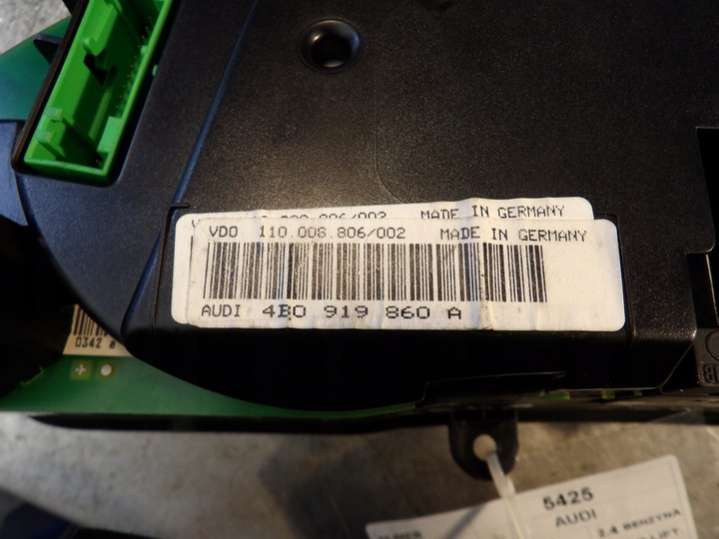 MADE IN GERMANY
VDO 110.008.806/002 MADE IN GERMANY
AUDI 4B0 919 860 A
0342
5425
AUDI
2.4 BENZYNA